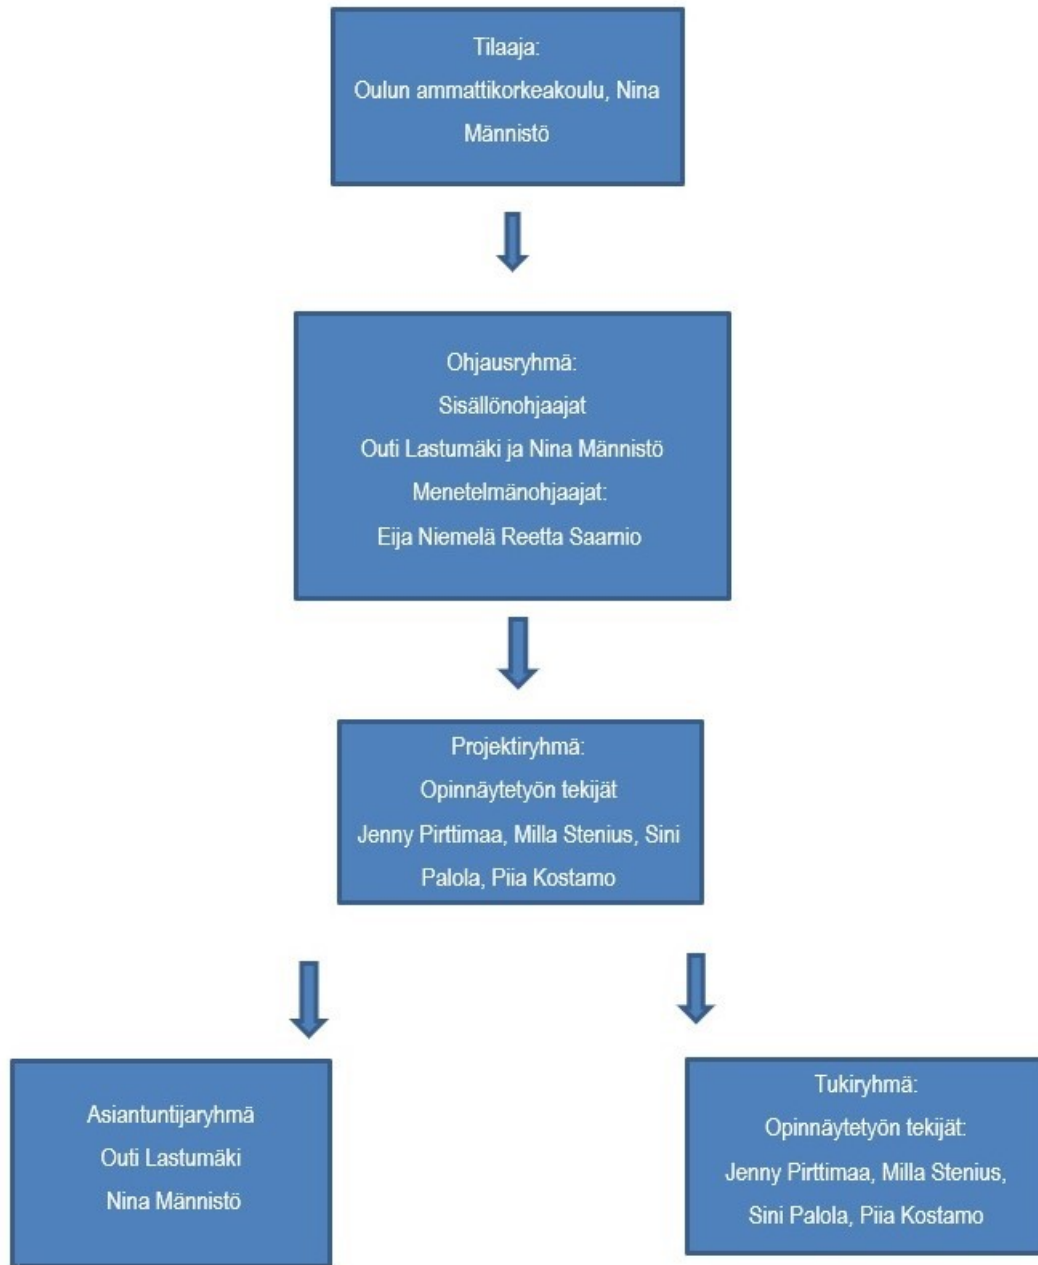 Tilaaja:
Oulun ammattikorkeakoulu, Nina
Männistö
Ohjausryhmä:
Sisällönohjaajat
Outi Lastumäki ja Nina Männistö
Menetelmänohjaajat:
Eija Niemelä Reetta Saarnio
Projektiryhmä:
Opinnäytetyön tekijät
Jenny Pirttimaa, Milla Stenius, Sini
Palola, Piia Kostamo
Asiantuntijaryhmä
Outi Lastumäki
Nina Männistö
Tukiryhmä:
Opinnäytetyön tekijät:
Jenny Pirttimaa, Milla Stenius,
Sini Palola, Piia Kostamo